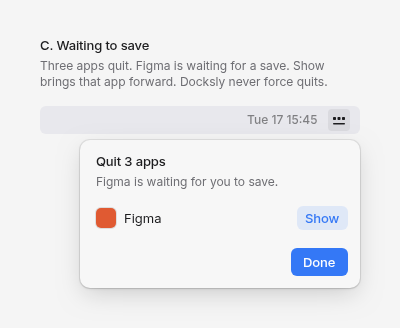 C. Waiting to save
Three apps quit. Figma is waiting for a save. Show
brings that app forward. Docksly never force quits.
Tue 17 15:45
Quit 3 apps
Figma is waiting for you to save.
Figma
Show
Done